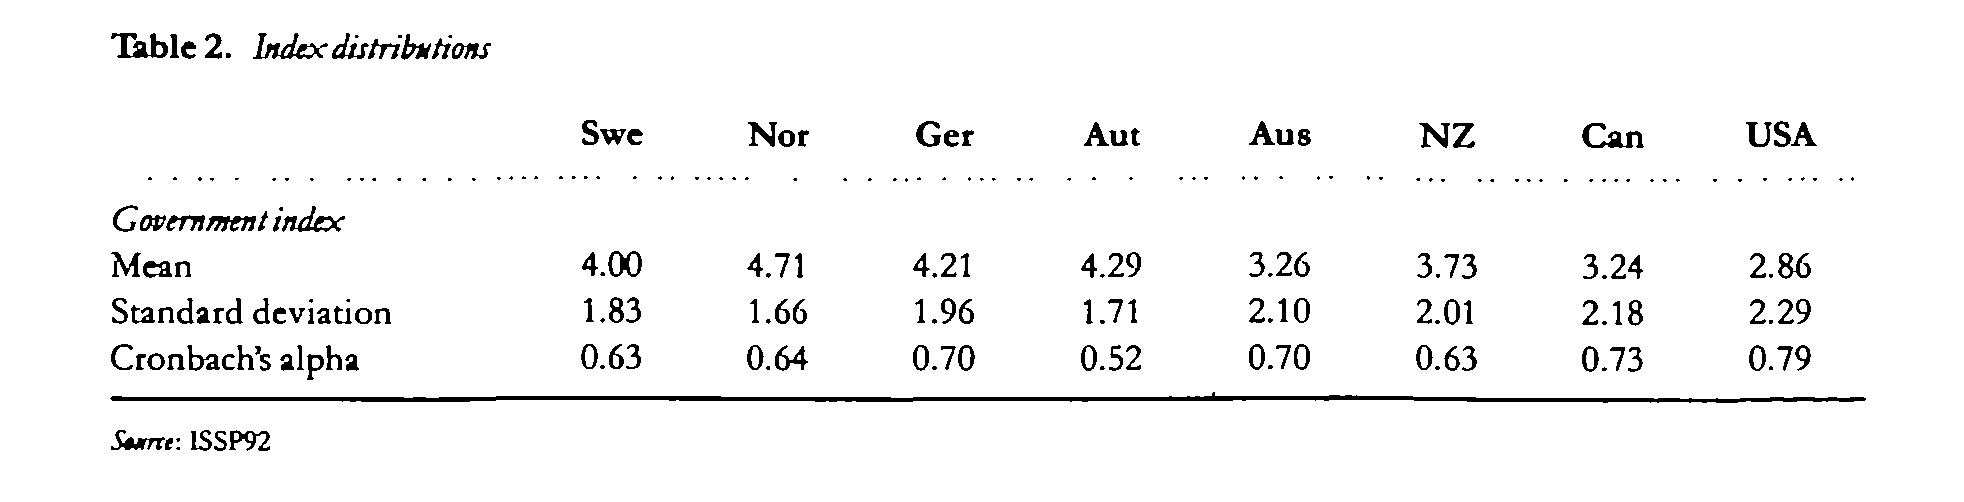 Table 2. Index distributions
Swe Nor Ger Aut Aus NZ Can USA
Government index
Mean 4.00 4.71 4.21 4.29 3.26 3.73 3.24 2.86
Standard deviation 1.83 1.66 1.96 1.71 2.10 2.01 2.18 2.29
Cronbach's alpha 0.63 0.64 0.70 0.52 0.70 0.63 0.73 0.79
Source: ISSP92